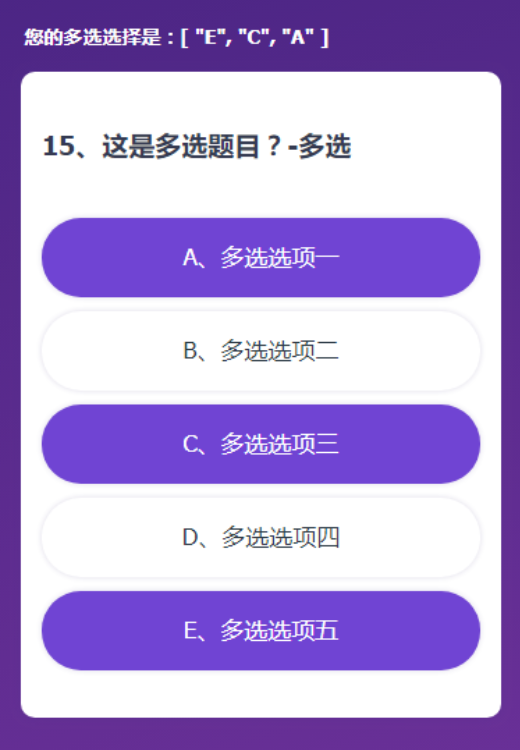 您的多选选择是：[ "E", "C", "A" ]
15、这是多选题目？-多选
A、多选选项一
B、多选选项二
C、多选选项三
D、多选选项四
E、多选选项五